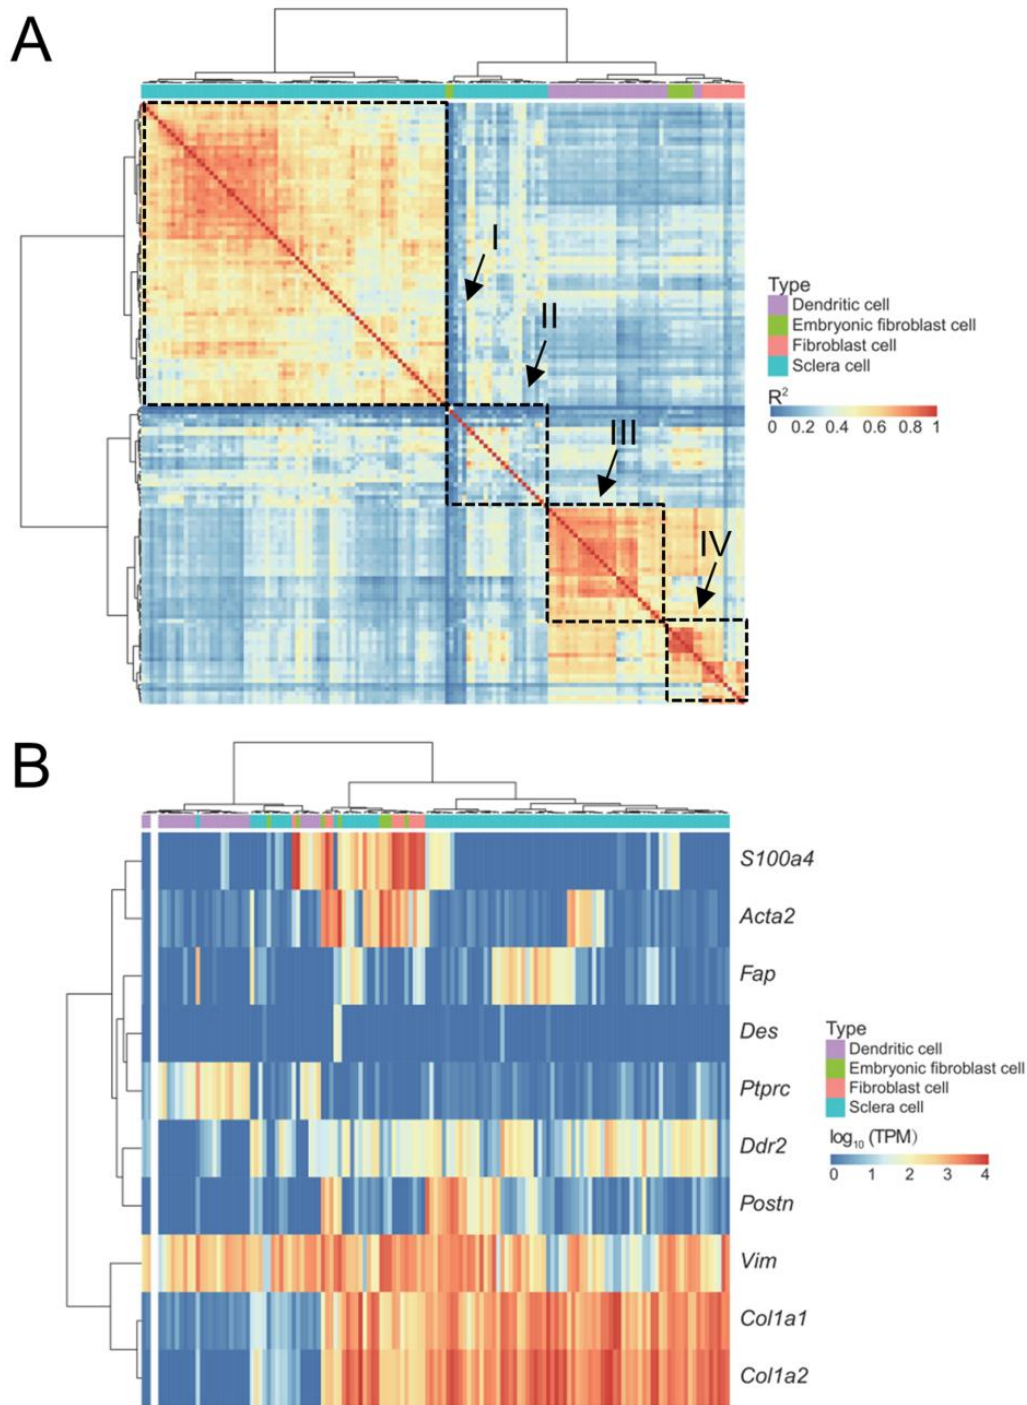 A
I
II
III
IV
Type
Dendritic cell
Embryonic fibroblast cell
Fibroblast cell
Sclera cell
R²
0 0.2 0.4 0.6 0.8 1
B
S100a4
Acta2
Fap
Des
Ptprc
Ddr2
Postn
Vim
Col1a1
Col1a2
Type
Dendritic cell
Embryonic fibroblast cell
Fibroblast cell
Sclera cell
log₁₀ (TPM)
0 1 2 3 4